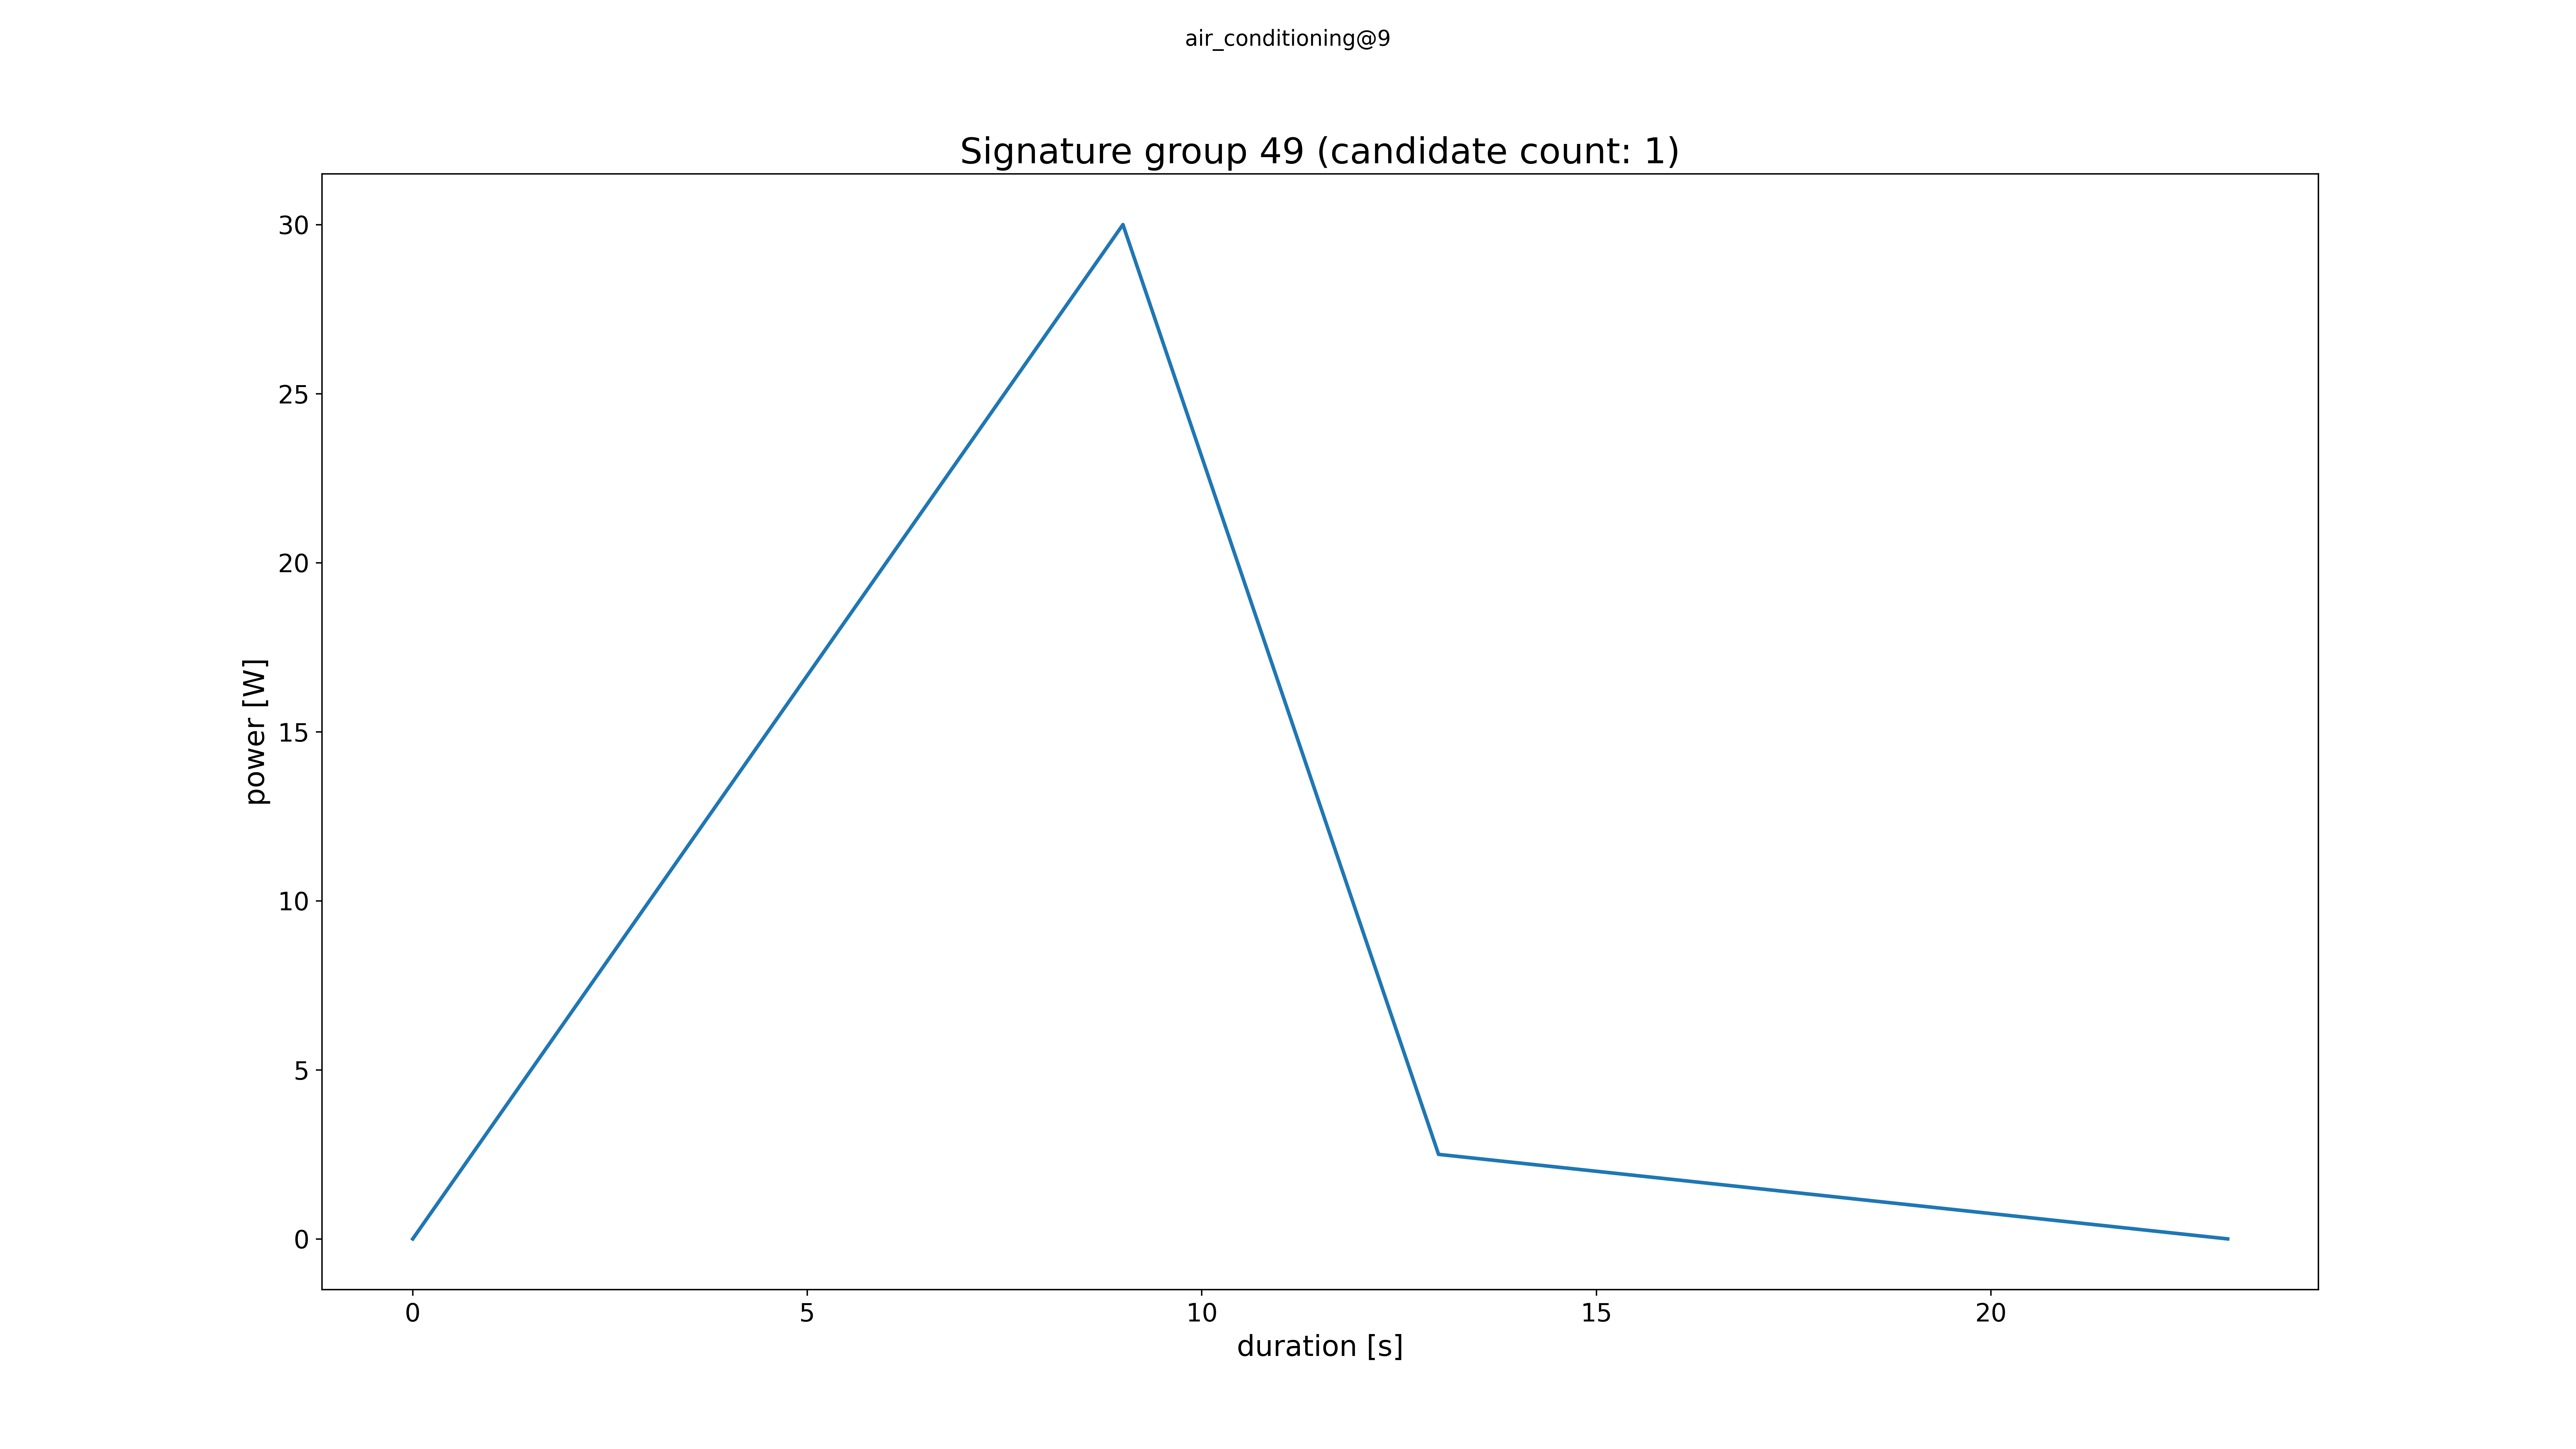 air_conditioning@9
Signature group 49 (candidate count: 1)
power [W]
30
25
20
15
10
5
0
0 5 10 15 20
duration [s]